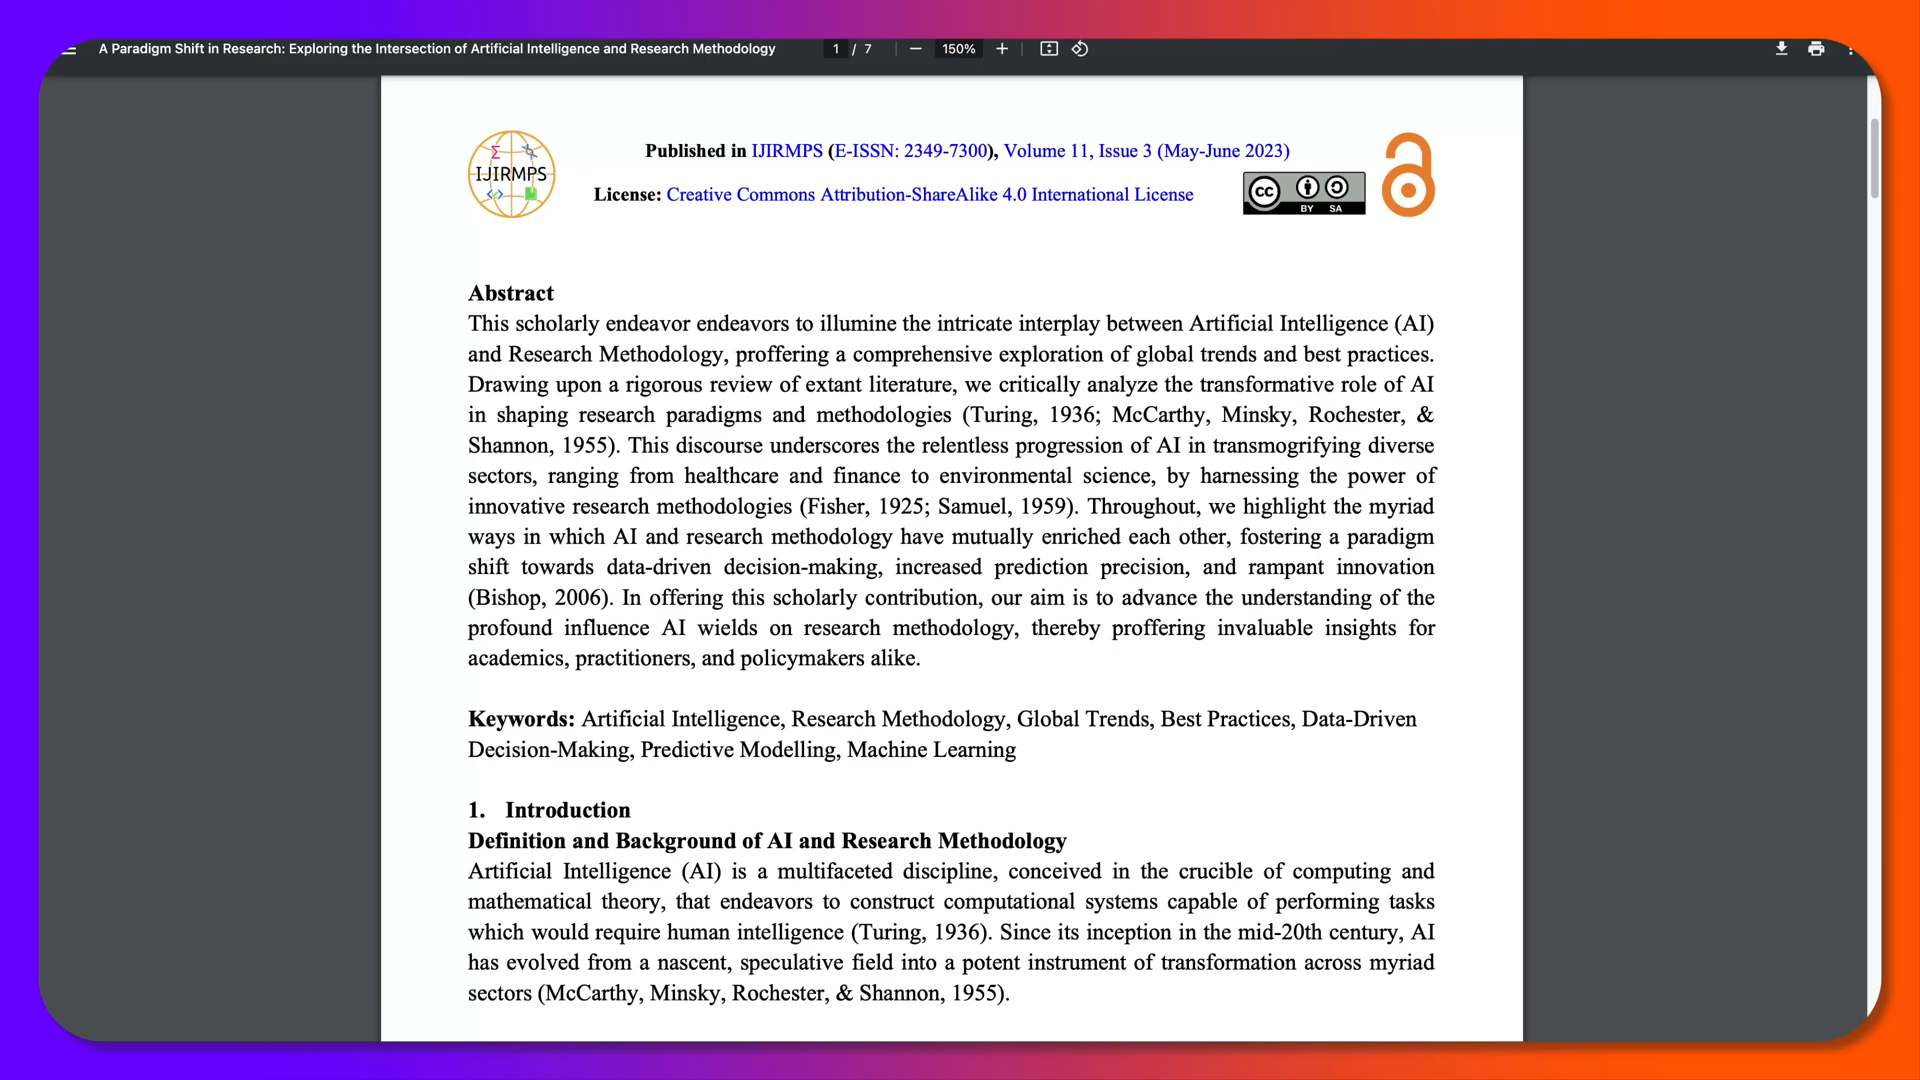 A Paradigm Shift in Research: Exploring the Intersection of Artificial Intelligence and Research Methodology
1 / 7
150%
IJIRMPS
Published in IJIRMPS (E-ISSN: 2349-7300), Volume 11, Issue 3 (May-June 2023)
License: Creative Commons Attribution-ShareAlike 4.0 International License
cc
BY SA
Abstract
This scholarly endeavor endeavors to illumine the intricate interplay between Artificial Intelligence (AI)
and Research Methodology, proffering a comprehensive exploration of global trends and best practices.
Drawing upon a rigorous review of extant literature, we critically analyze the transformative role of AI
in shaping research paradigms and methodologies (Turing, 1936; McCarthy, Minsky, Rochester, &
Shannon, 1955). This discourse underscores the relentless progression of AI in transmogrifying diverse
sectors, ranging from healthcare and finance to environmental science, by harnessing the power of
innovative research methodologies (Fisher, 1925; Samuel, 1959). Throughout, we highlight the myriad
ways in which AI and research methodology have mutually enriched each other, fostering a paradigm
shift towards data-driven decision-making, increased prediction precision, and rampant innovation
(Bishop, 2006). In offering this scholarly contribution, our aim is to advance the understanding of the
profound influence AI wields on research methodology, thereby proffering invaluable insights for
academics, practitioners, and policymakers alike.
Keywords: Artificial Intelligence, Research Methodology, Global Trends, Best Practices, Data-Driven
Decision-Making, Predictive Modelling, Machine Learning
1. Introduction
Definition and Background of AI and Research Methodology
Artificial Intelligence (AI) is a multifaceted discipline, conceived in the crucible of computing and
mathematical theory, that endeavors to construct computational systems capable of performing tasks
which would require human intelligence (Turing, 1936). Since its inception in the mid-20th century, AI
has evolved from a nascent, speculative field into a potent instrument of transformation across myriad
sectors (McCarthy, Minsky, Rochester, & Shannon, 1955).